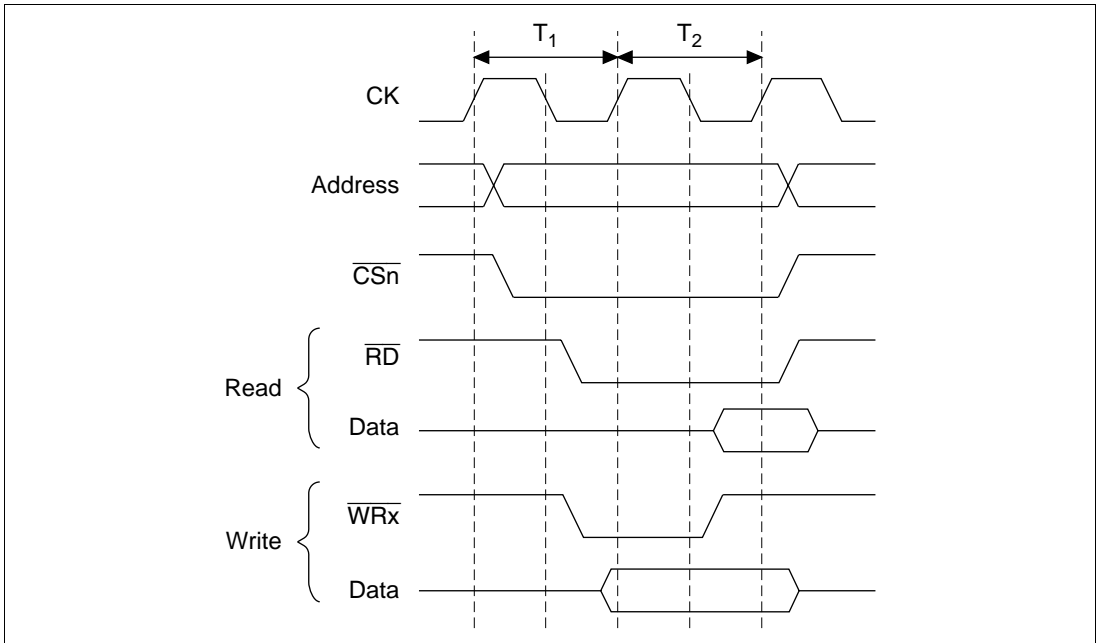 T1 T2
CK
Address
CSn
RD
Read
Data
WRx
Write
Data